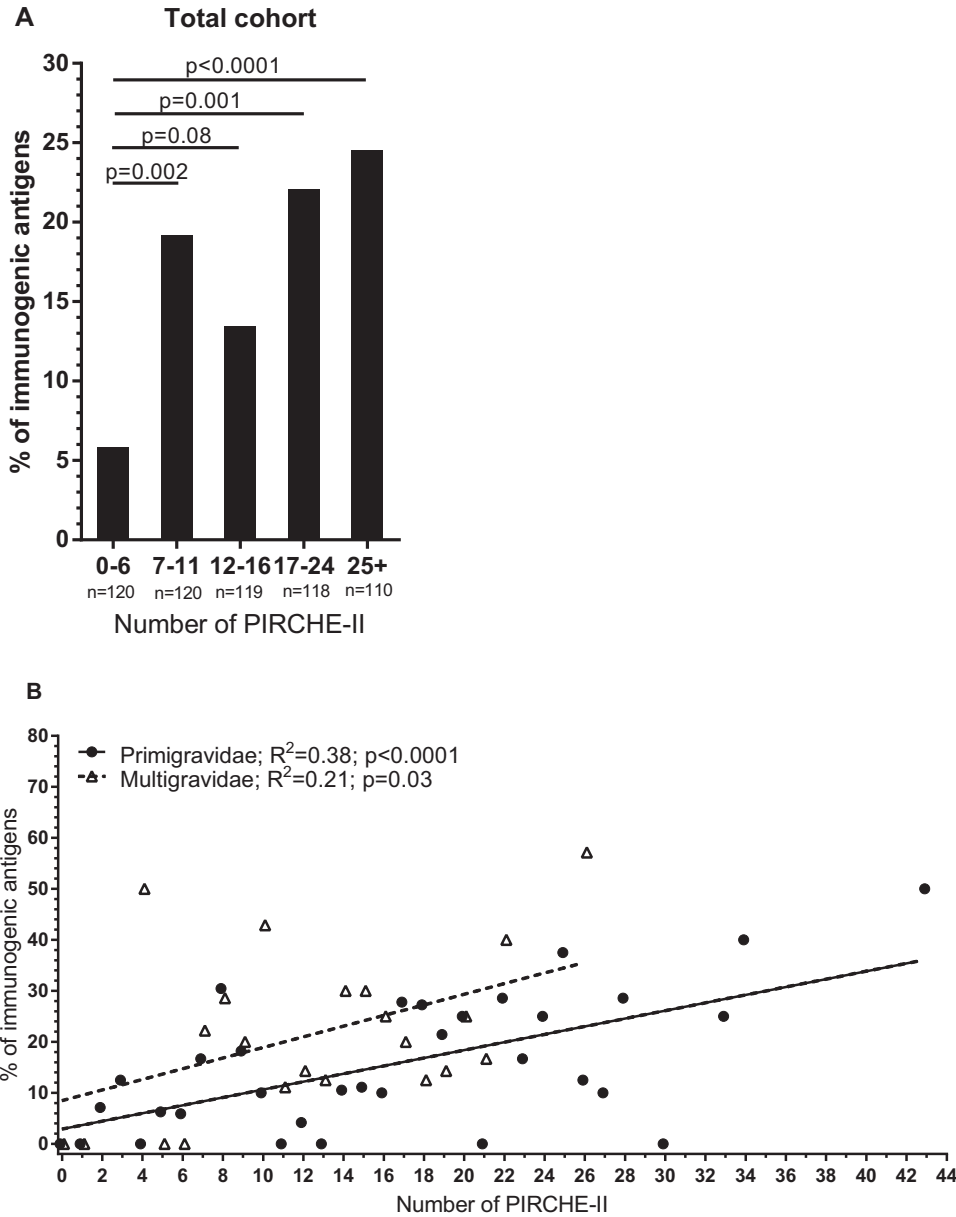 A
Total cohort
% of immunogenic antigens
30
25
20
15
10
5
0
p<0.0001
p=0.001
p=0.08
p=0.002
0-6 7-11 12-16 17-24 25+
n=120 n=120 n=119 n=118 n=110
Number of PIRCHE-II
B
% of immunogenic antigens
80
70
60
50
40
30
20
10
0
Primigravidae; R²=0.38; p<0.0001
Multigravidae; R²=0.21; p=0.03
0 2 4 6 8 10 12 14 16 18 20 22 24 26 28 30 32 34 36 38 40 42 44
Number of PIRCHE-II